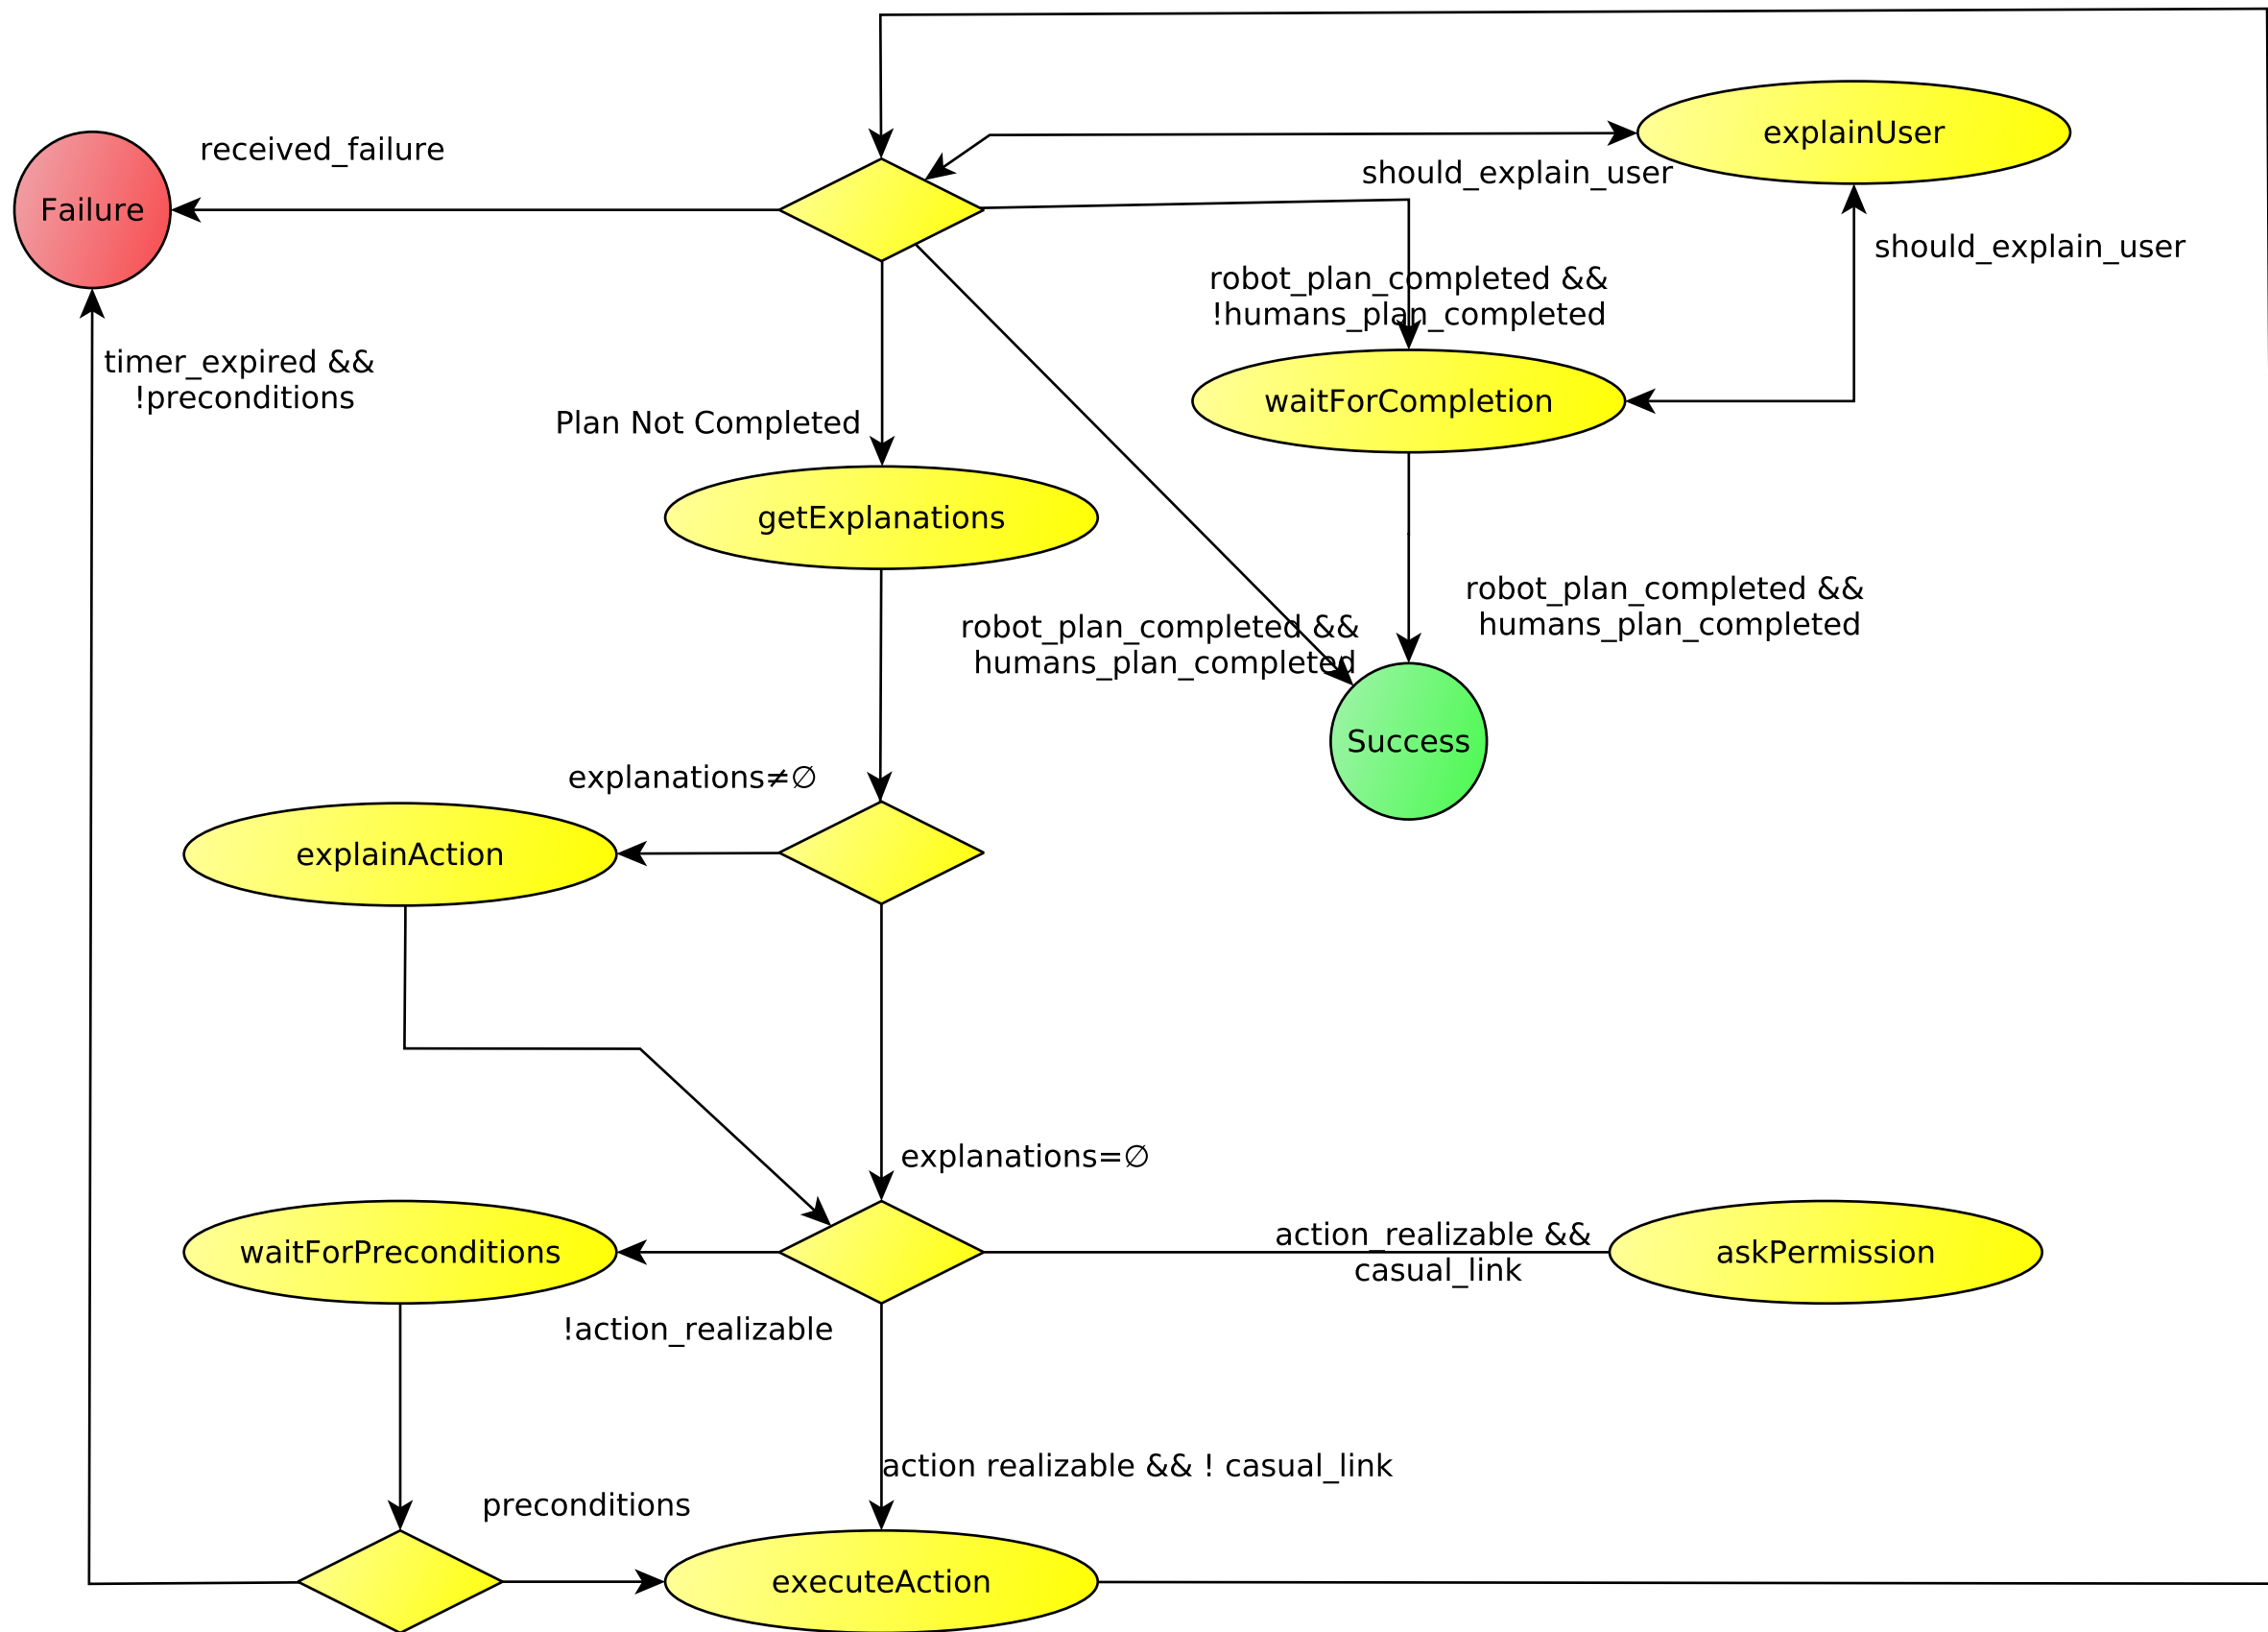 explainUser
received_failure
should_explain_user
Failure
should_explain_user
robot_plan_completed &&
!humans_plan_completed
timer_expired &&
!preconditions
waitForCompletion
Plan Not Completed
getExplanations
robot_plan_completed &&
humans_plan_completed
robot_plan_completed &&
humans_plan_completed
Success
explanations≠∅
explainAction
explanations=∅
action_realizable &&
casual_link
waitForPreconditions
askPermission
!action_realizable
action realizable && ! casual_link
preconditions
executeAction